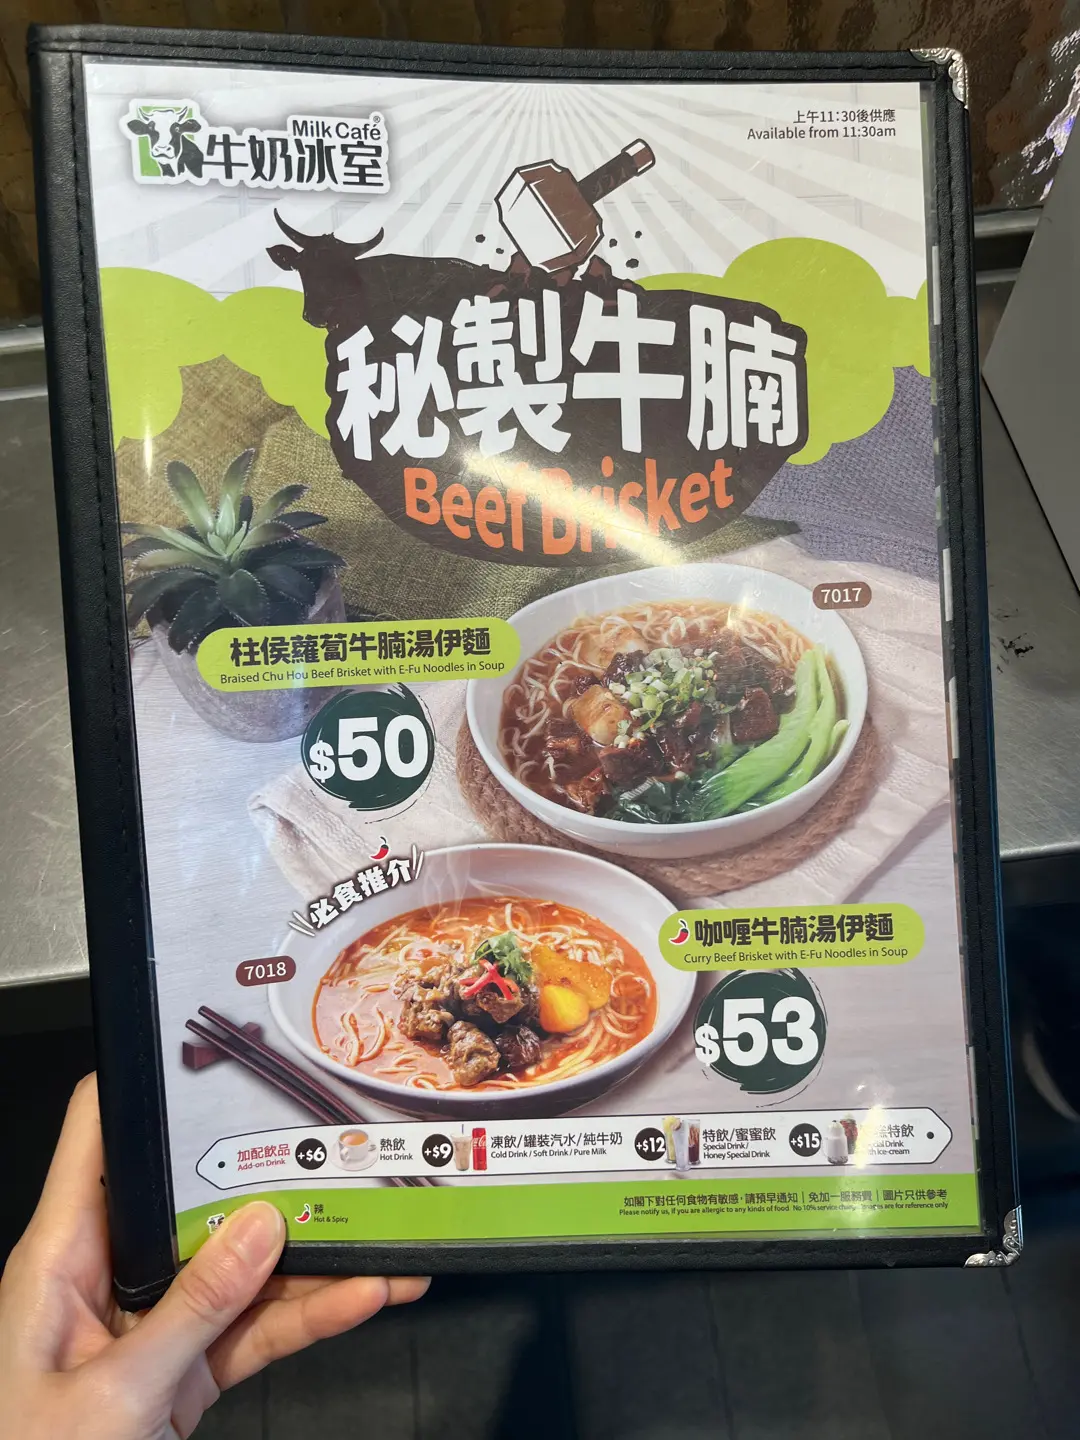 Milk Café®
牛奶冰室
上午11:30後供應
Available from 11:30am
秘製牛腩
Beef Brisket
7017
柱侯蘿蔔牛腩湯伊麵
Braised Chu Hou Beef Brisket with E-Fu Noodles in Soup
$50
必食推介
7018
咖喱牛腩湯伊麵
Curry Beef Brisket with E-Fu Noodles in Soup
$53
加配飲品
Add-on Drink
+$6
熱飲
Hot Drink
+$9
凍飲/罐裝汽水/純牛奶
Cold Drink / Soft Drink / Pure Milk
+$12
特飲/蜜蜜飲
Special Drink /
Honey Special Drink
+$15
特飲
Drink
ice-cream
辣
Hot & Spicy
如閣下對任何食物有敏感，請預早通知｜免加一服務費｜圖片只供參考
Please notify us, if you are allergic to any kinds of food No 10% service are for reference only